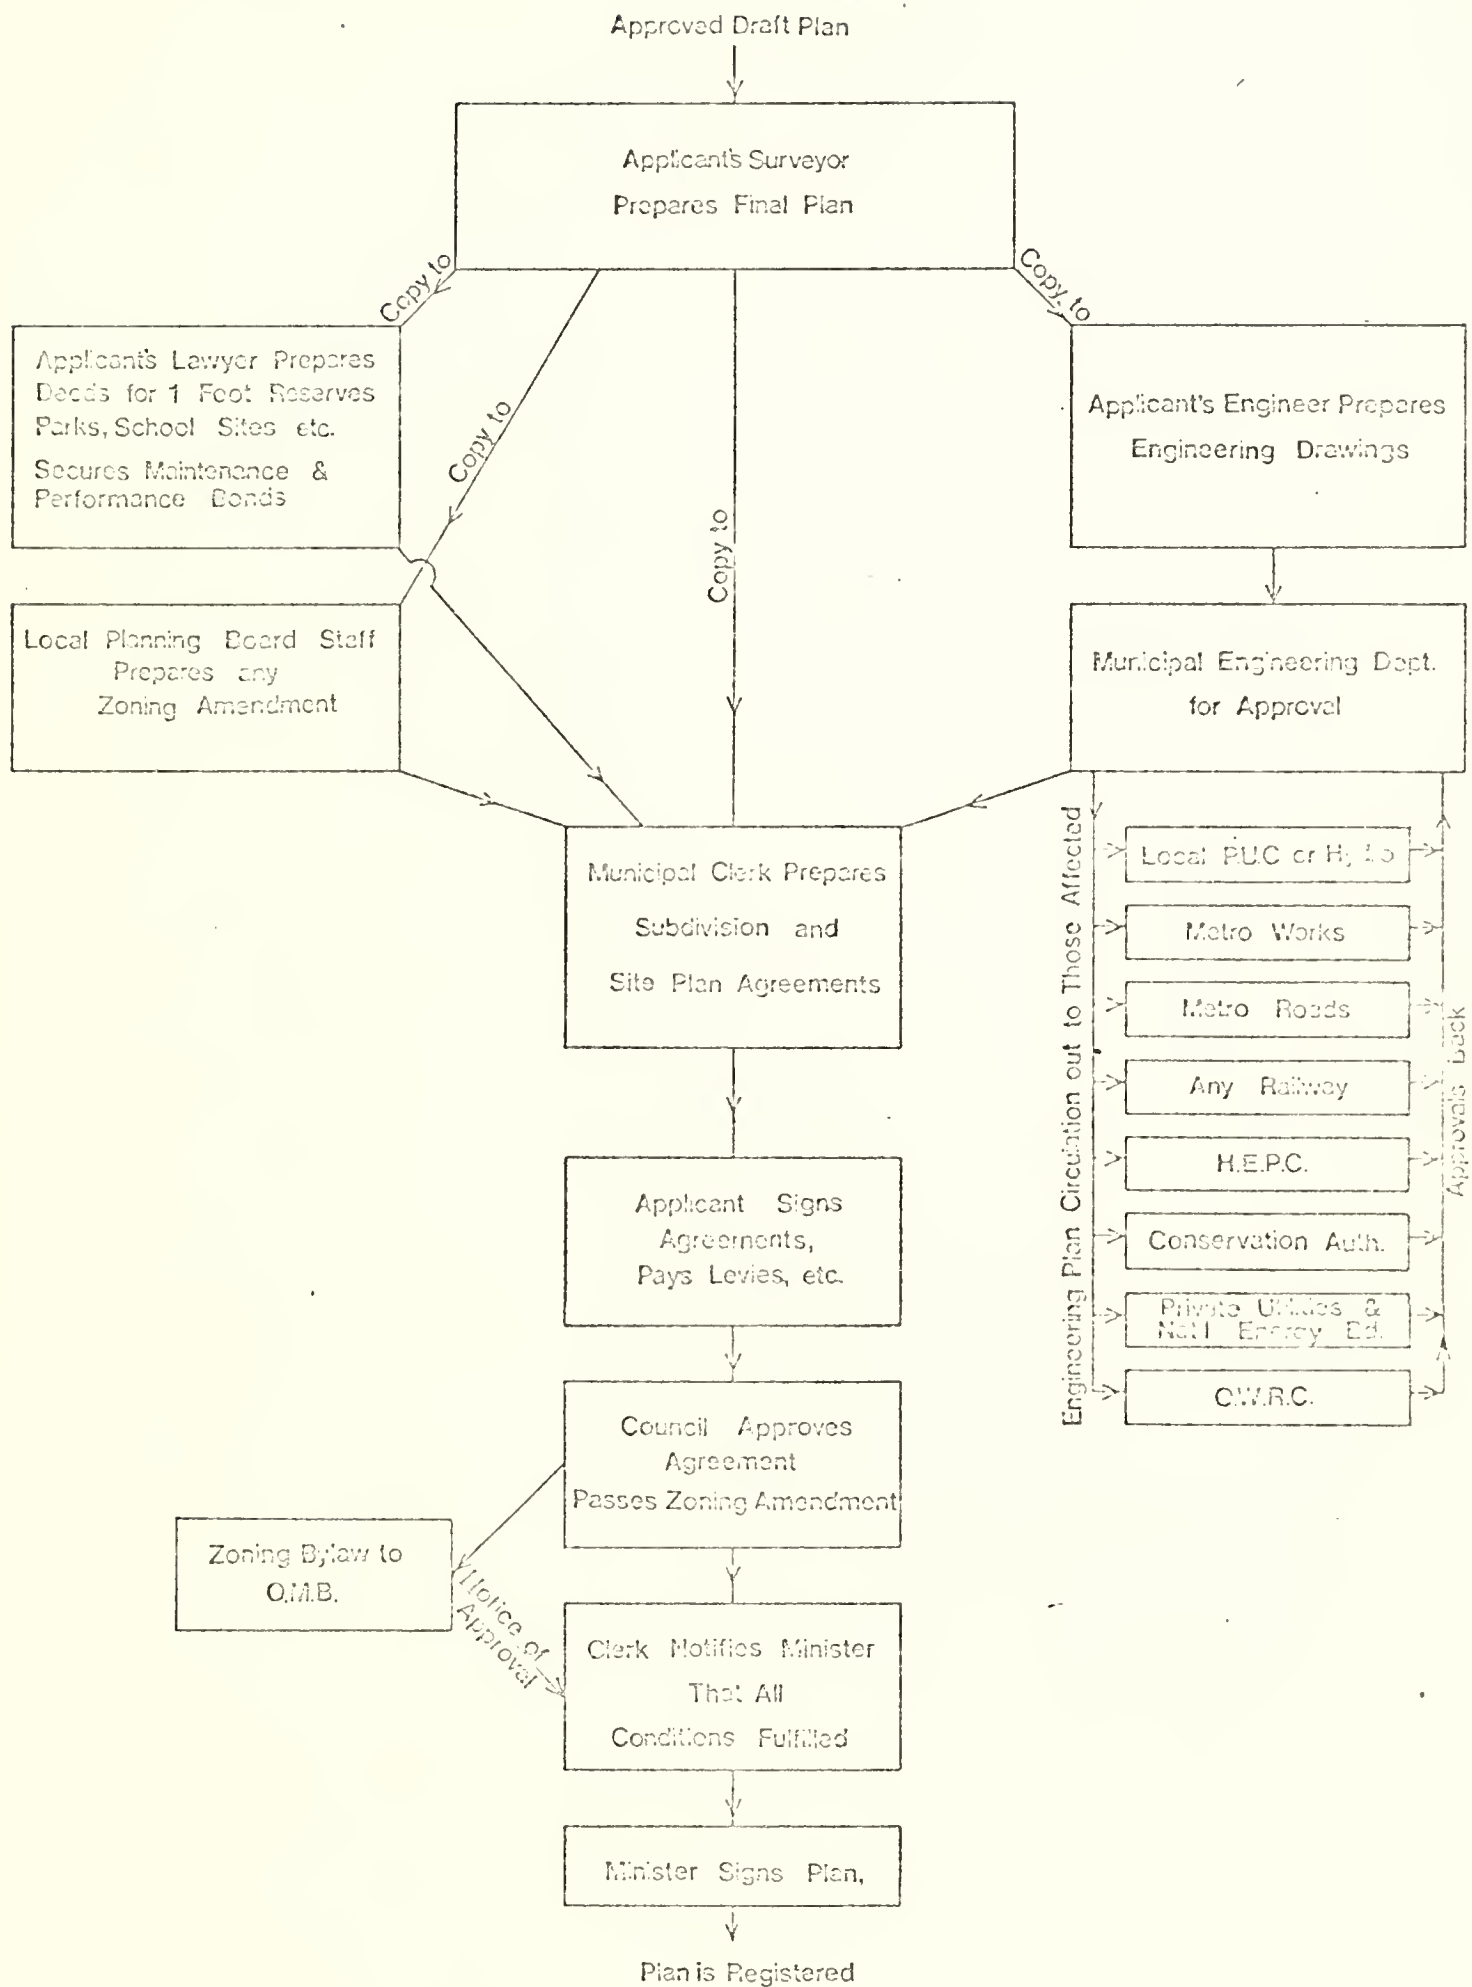 Approved Draft Plan
Applicant's Surveyor
Prepares Final Plan
Copy to
Copy to
Copy to
Copy to
Applicant's Lawyer Prepares
Deeds for 1 Foot Reserves
Parks, School Sites etc.
Secures Maintenance &
Performance Bonds
Applicant's Engineer Prepares
Engineering Drawings
Local Planning Board Staff
Prepares any
Zoning Amendment
Municipal Engineering Dept.
for Approval
Municipal Clerk Prepares
Subdivision and
Site Plan Agreements
Engineering Plan Circulation out to Those Affected
Local P.U.C or
Metro Works
Metro Roads
Any Railway
H.E.P.C.
Conservation Auth.
Private Utilities &
Nat'l Energy Bd.
O.W.R.C.
Approvals Back
Applicant Signs
Agreements,
Pays Levies, etc.
Council Approves
Agreement
Passes Zoning Amendment
Zoning Bylaw to
O.M.B.
Notice of
Approval
Clerk Notifies Minister
That All
Conditions Fulfilled
Minister Signs Plan,
Plan is Registered